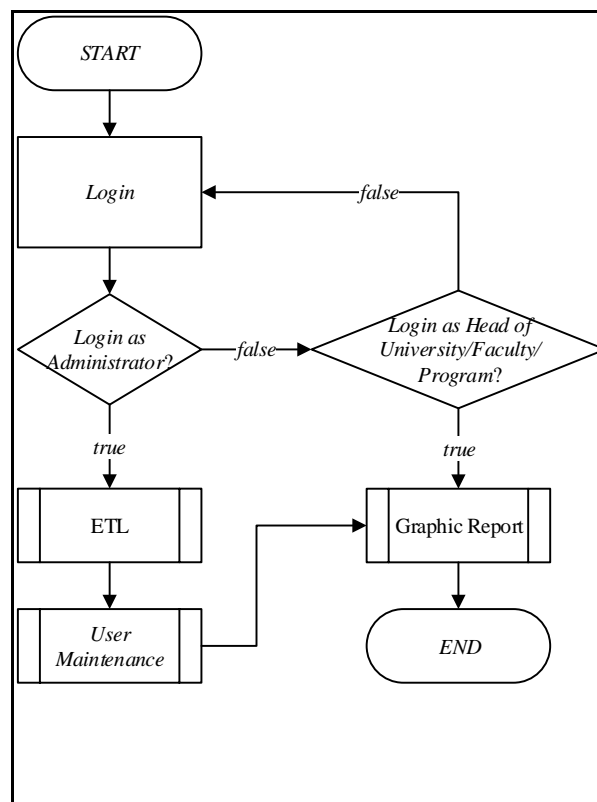 START
Login
false
Login as
Administrator?
false
Login as Head of
University/Faculty/
Program?
true
true
ETL
Graphic Report
User
Maintenance
END